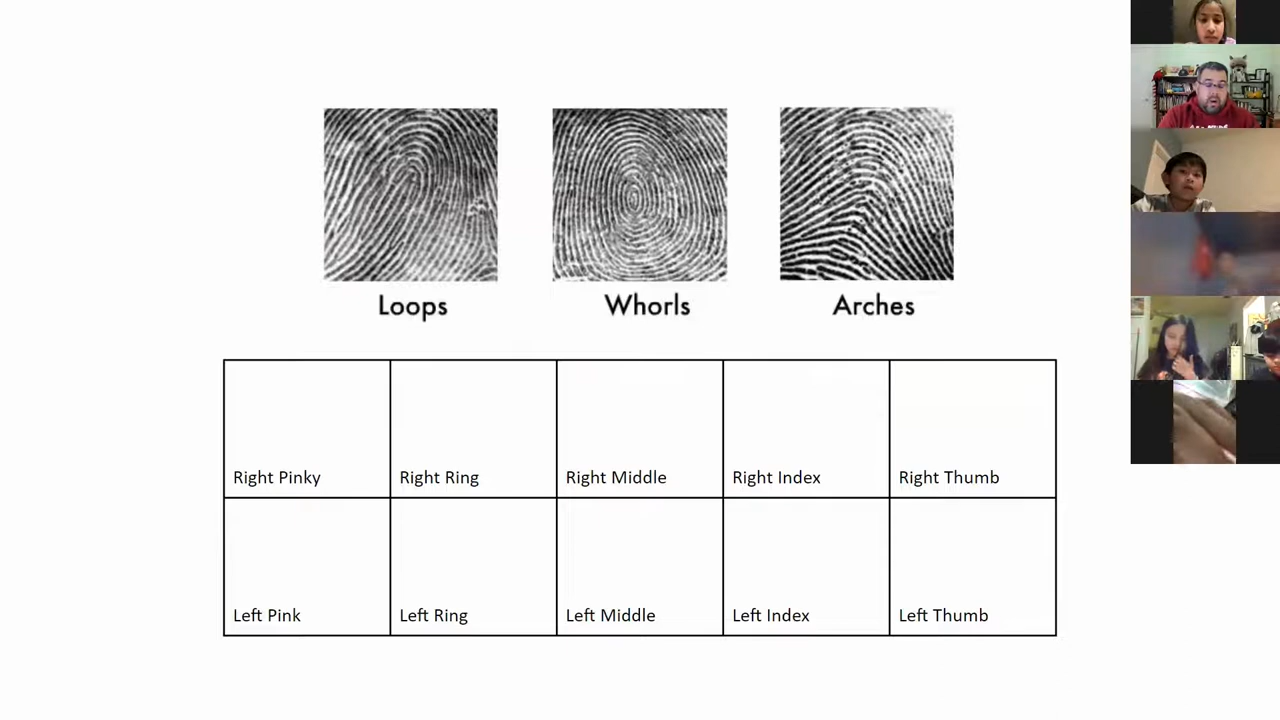 Loops Whorls Arches
Right Pinky Right Ring Right Middle Right Index Right Thumb
Left Pink Left Ring Left Middle Left Index Left Thumb